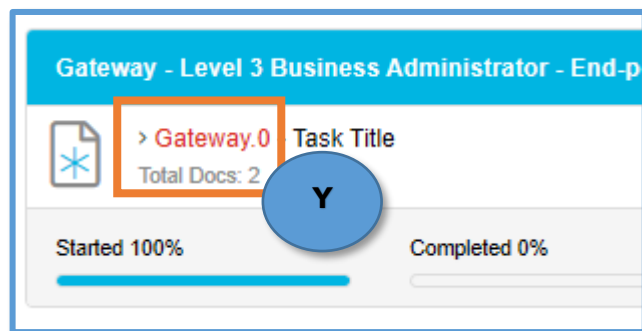 Gateway - Level 3 Business Administrator - End-p
> Gateway.0 - Task Title
Total Docs: 2
Y
Started 100%
Completed 0%